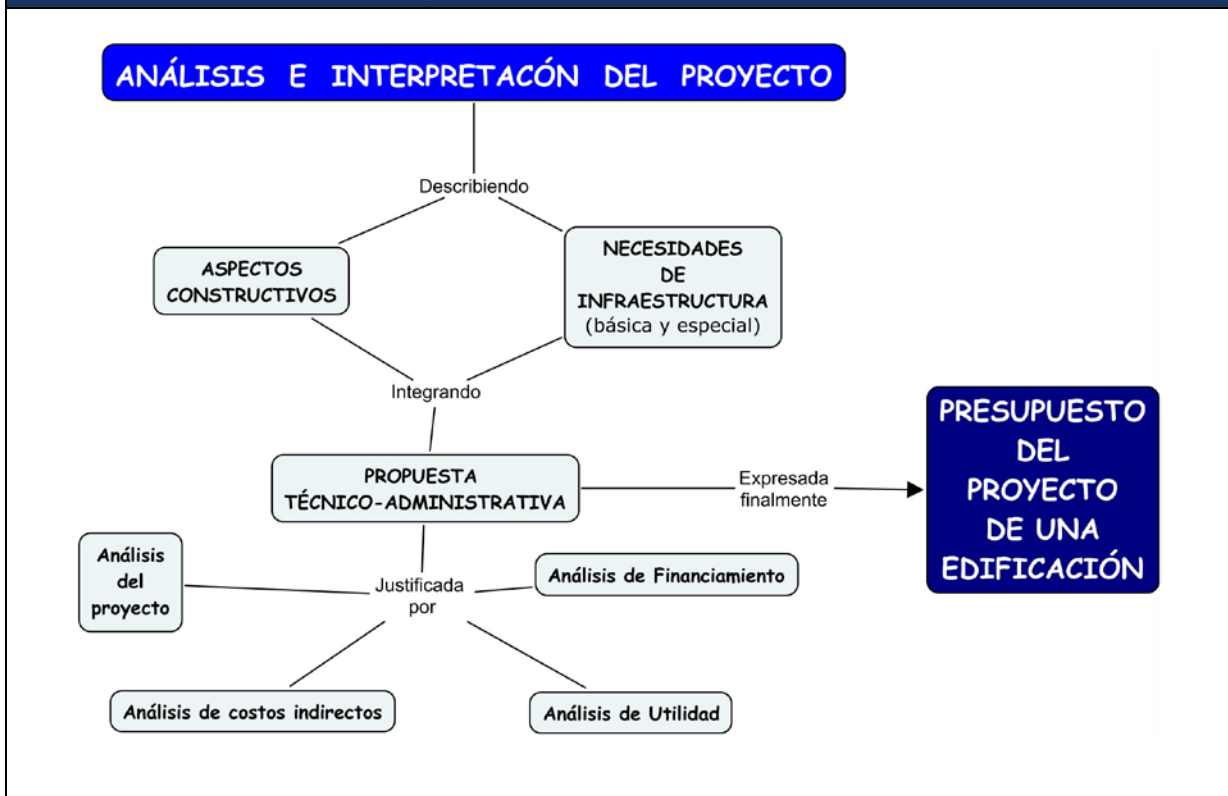 ANÁLISIS E INTERPRETACÓN DEL PROYECTO
Describiendo
ASPECTOS
CONSTRUCTIVOS
NECESIDADES
DE
INFRAESTRUCTURA
(básica y especial)
Integrando
PROPUESTA
TÉCNICO-ADMINISTRATIVA
Expresada
finalmente
PRESUPUESTO
DEL
PROYECTO
DE UNA
EDIFICACIÓN
Justificada
por
Análisis
del
proyecto
Análisis de Financiamiento
Análisis de costos indirectos
Análisis de Utilidad